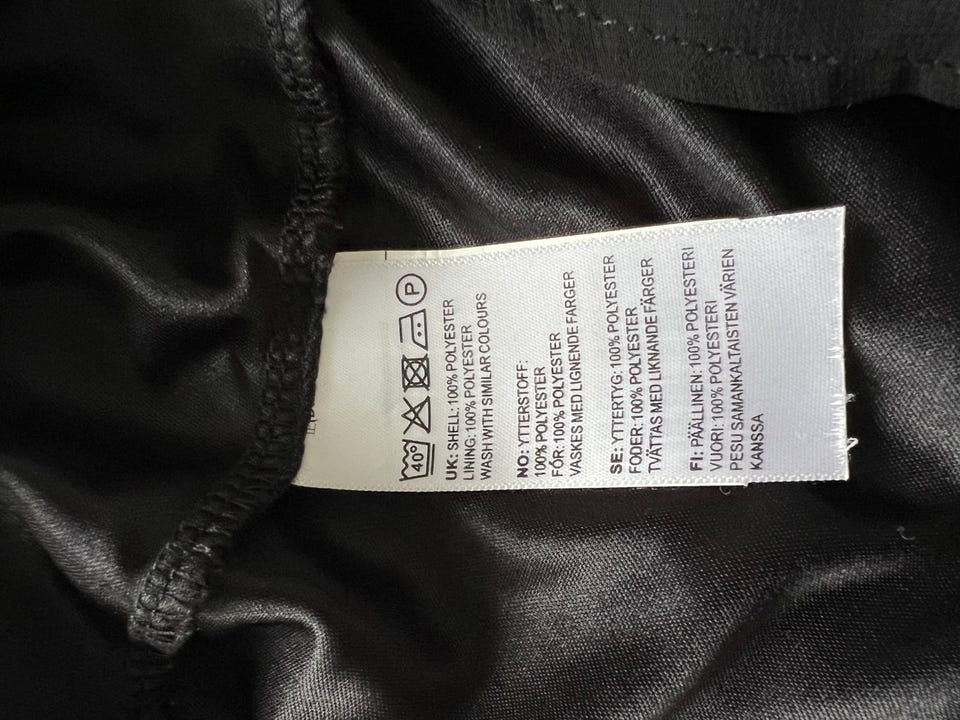 40°
P
UK: SHELL: 100% POLYESTER
LINING: 100% POLYESTER
WASH WITH SIMILAR COLOURS
NO: YTTERSTOFF:
100% POLYESTER
FÓR: 100% POLYESTER
VASKES MED LIGNENDE FARGER
SE: YTTERTYG: 100% POLYESTER
FODER: 100% POLYESTER
TVÄTTAS MED LIKNANDE FÄRGER
FI: PÄÄLLINEN: 100% POLYESTERI
VUORI: 100% POLYESTERI
PESU SAMANKALTAISTEN VÄRIEN
KANSSA